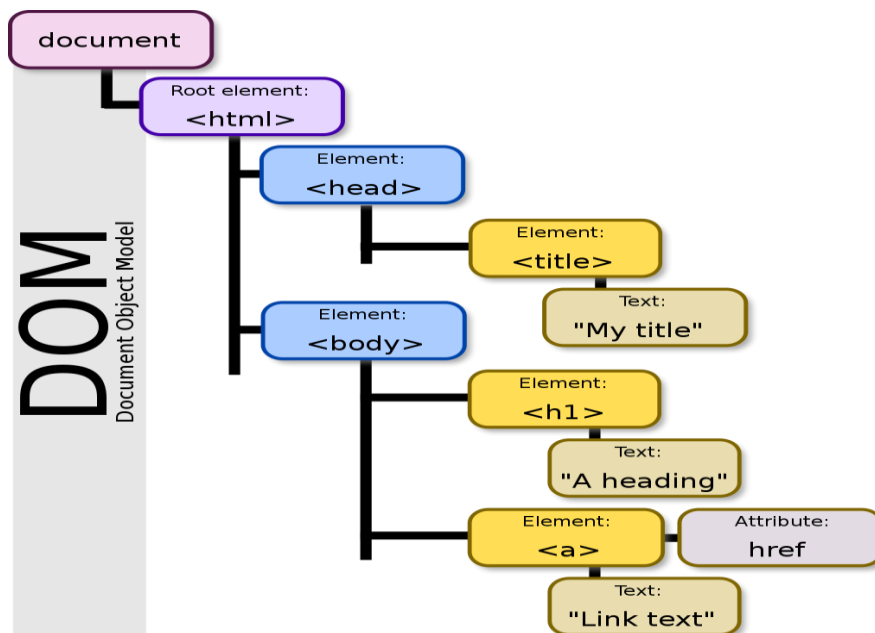 document
Root element:
<html>
Element:
<head>
Element:
<title>
Text:
"My title"
Element:
<body>
Element:
<h1>
Text:
"A heading"
Element:
<a>
Attribute:
href
Text:
"Link text"
DOM
Document Object Model